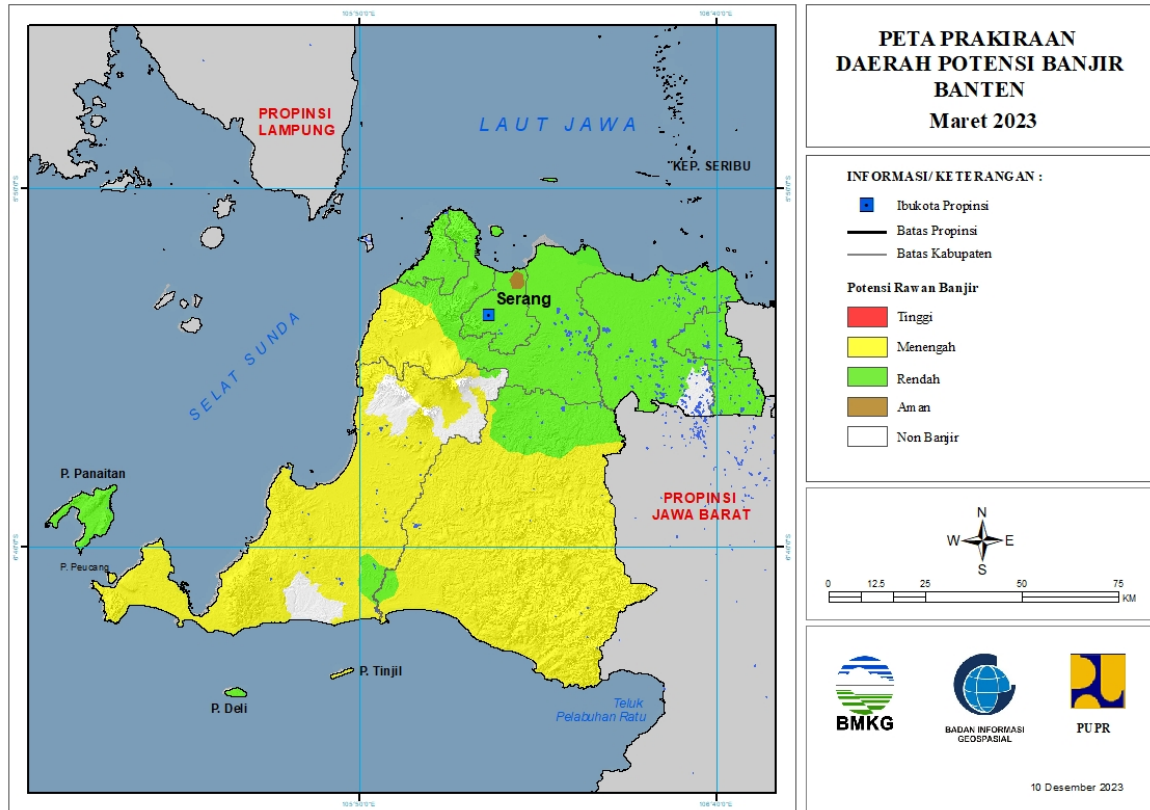 PETA PRAKIRAAN
DAERAH POTENSI BANJIR
BANTEN
Maret 2023
INFORMASI/ KETERANGAN :
Ibukota Propinsi
Batas Propinsi
Batas Kabupaten
Potensi Rawan Banjir
Tinggi
Menengah
Rendah
Aman
Non Banjir
N
W E
S
0 12.5 25 50 75
KM
BMKG
BADAN INFORMASI
GEOSPASIAL
PUPR
10 Desember 2023
PROPINSI
LAMPUNG
LAUT JAWA
KEP. SERIBU
Serang
SELAT SUNDA
P. Panaitan
P. Peucang
PROPINSI
JAWA BARAT
P. Tinjil
P. Deli
Teluk
Pelabuhan Ratu